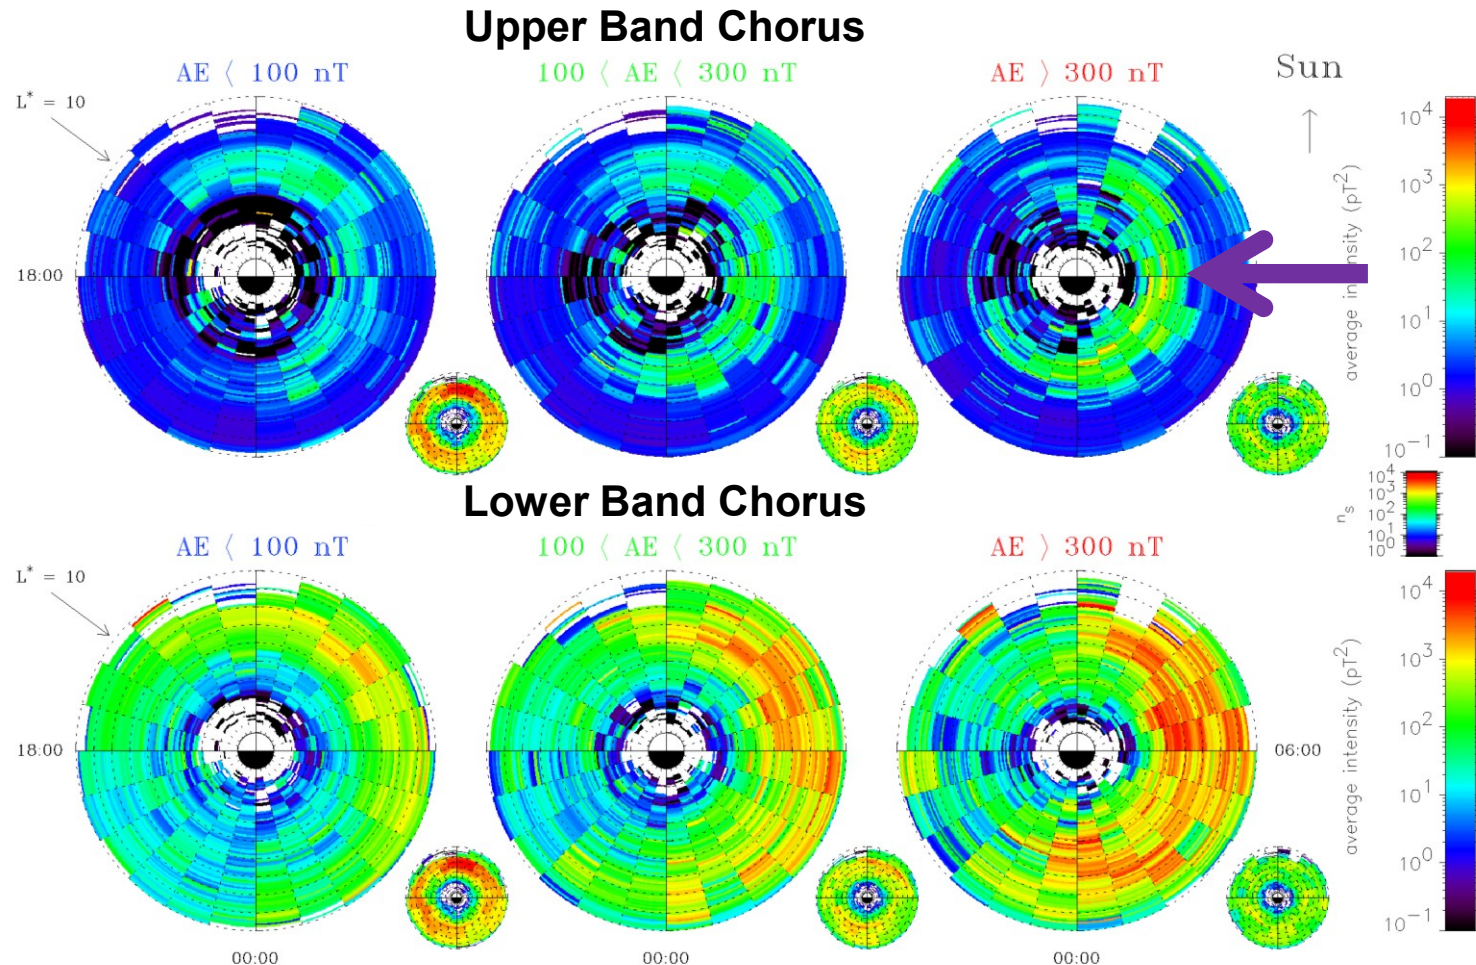 Upper Band Chorus
AE ⟨ 100 nT
100 ⟨ AE ⟨ 300 nT
AE ⟩ 300 nT
Sun
L* = 10
18:00
10^4
10^3
10^2
10^1
10^0
10^-1
average intensity (pT^2)
Lower Band Chorus
10^4
10^3
10^2
10^1
10^0
n_s
AE ⟨ 100 nT
100 ⟨ AE ⟨ 300 nT
AE ⟩ 300 nT
L* = 10
18:00
06:00
10^4
10^3
10^2
10^1
10^0
10^-1
average intensity (pT^2)
00:00
00:00
00:00